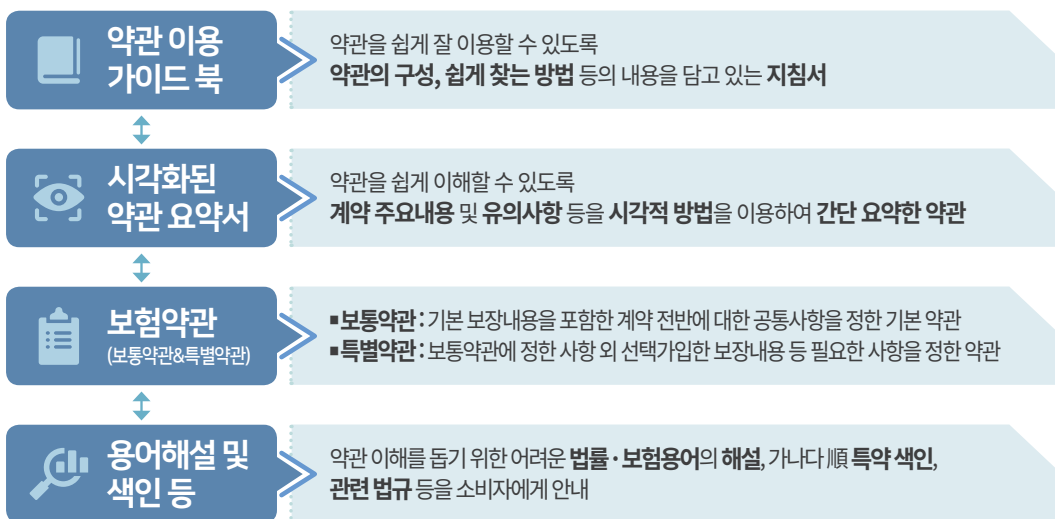 약관 이용
가이드 북
약관을 쉽게 잘 이용할 수 있도록
약관의 구성, 쉽게 찾는 방법 등의 내용을 담고 있는 지침서
시각화된
약관 요약서
약관을 쉽게 이해할 수 있도록
계약 주요내용 및 유의사항 등을 시각적 방법을 이용하여 간단 요약한 약관
보험약관
(보통약관&특별약관)
▪보통약관 : 기본 보장내용을 포함한 계약 전반에 대한 공통사항을 정한 기본 약관
▪특별약관 : 보통약관에 정한 사항 외 선택가입한 보장내용 등 필요한 사항을 정한 약관
용어해설 및
색인 등
약관 이해를 돕기 위한 어려운 법률・보험용어의 해설, 가나다 順 특약 색인,
관련 법규 등을 소비자에게 안내